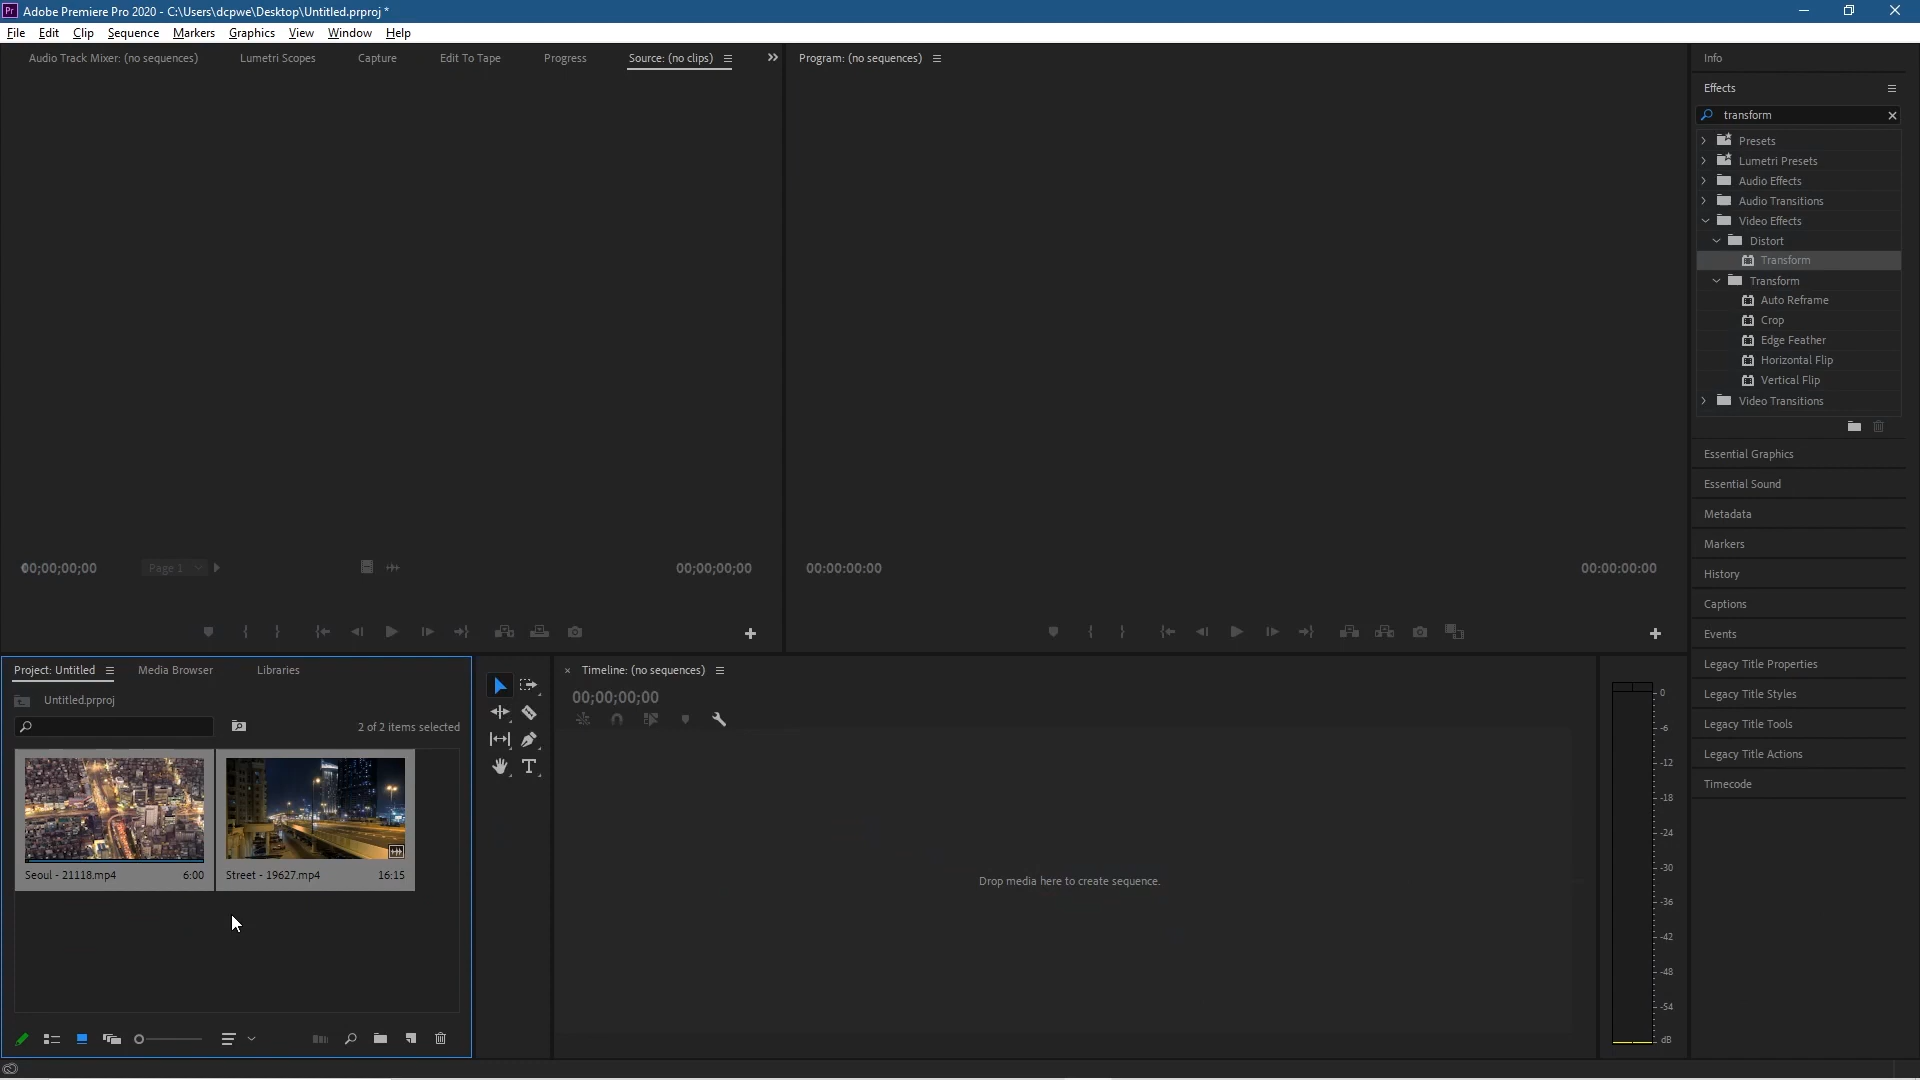 Pr Adobe Premiere Pro 2020 - C:\Users\dcpwe\Desktop\Untitled.prproj *
File Edit Clip Sequence Markers Graphics View Window Help
Audio Track Mixer: (no sequences) Lumetri Scopes Capture Edit To Tape Progress Source: (no clips)
Program: (no sequences)
Info
Effects
transform
Presets
Lumetri Presets
Audio Effects
Audio Transitions
Video Effects
Distort
Transform
Transform
Auto Reframe
Crop
Edge Feather
Horizontal Flip
Vertical Flip
Video Transitions
Essential Graphics
Essential Sound
Metadata
Markers
History
Captions
Events
Legacy Title Properties
Legacy Title Styles
Legacy Title Tools
Legacy Title Actions
Timecode
00;00;00;00 Page 1 00;00;00;00
00:00:00:00 00:00:00:00
Project: Untitled Media Browser Libraries
Untitled.prproj
2 of 2 items selected
Seoul - 21118.mp4 6:00
Street - 19627.mp4 16:15
Timeline: (no sequences)
00;00;00;00
Drop media here to create sequence.
0
-6
-12
-18
-24
-30
-36
-42
-48
-54
dB